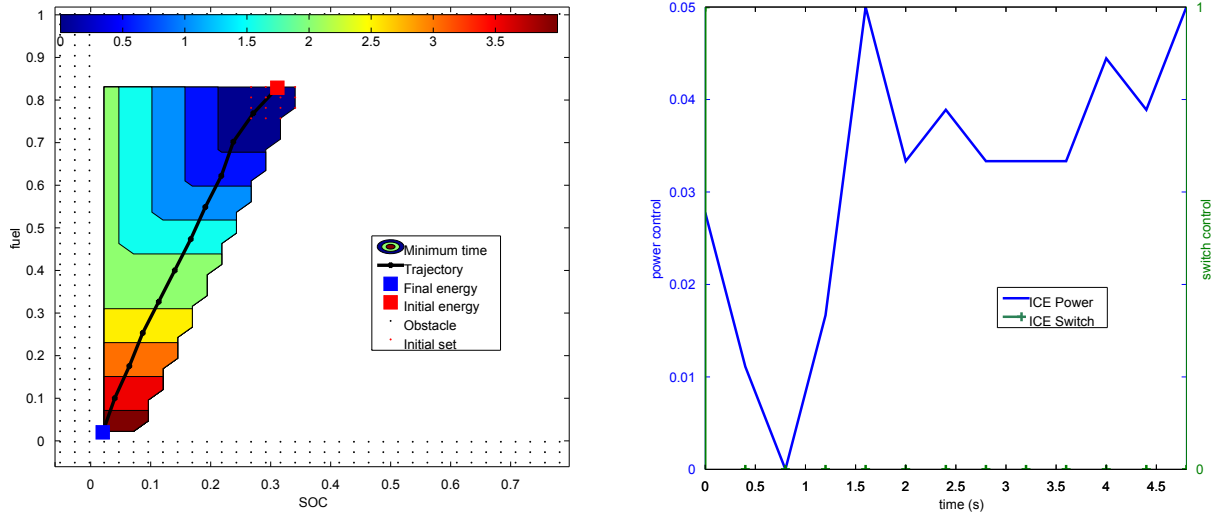 1
0 0.5 1 1.5 2 2.5 3 3.5
0.9
0.8
0.7
0.6
0.5
0.4
0.3
0.2
0.1
0
fuel
0 0.1 0.2 0.3 0.4 0.5 0.6 0.7
SOC
Minimum time
Trajectory
Final energy
Initial energy
Obstacle
Initial set
0.05
0.04
0.03
0.02
0.01
0
power control
1
0
switch control
ICE Power
ICE Switch
0 0.5 1 1.5 2 2.5 3 3.5 4 4.5
time (s)